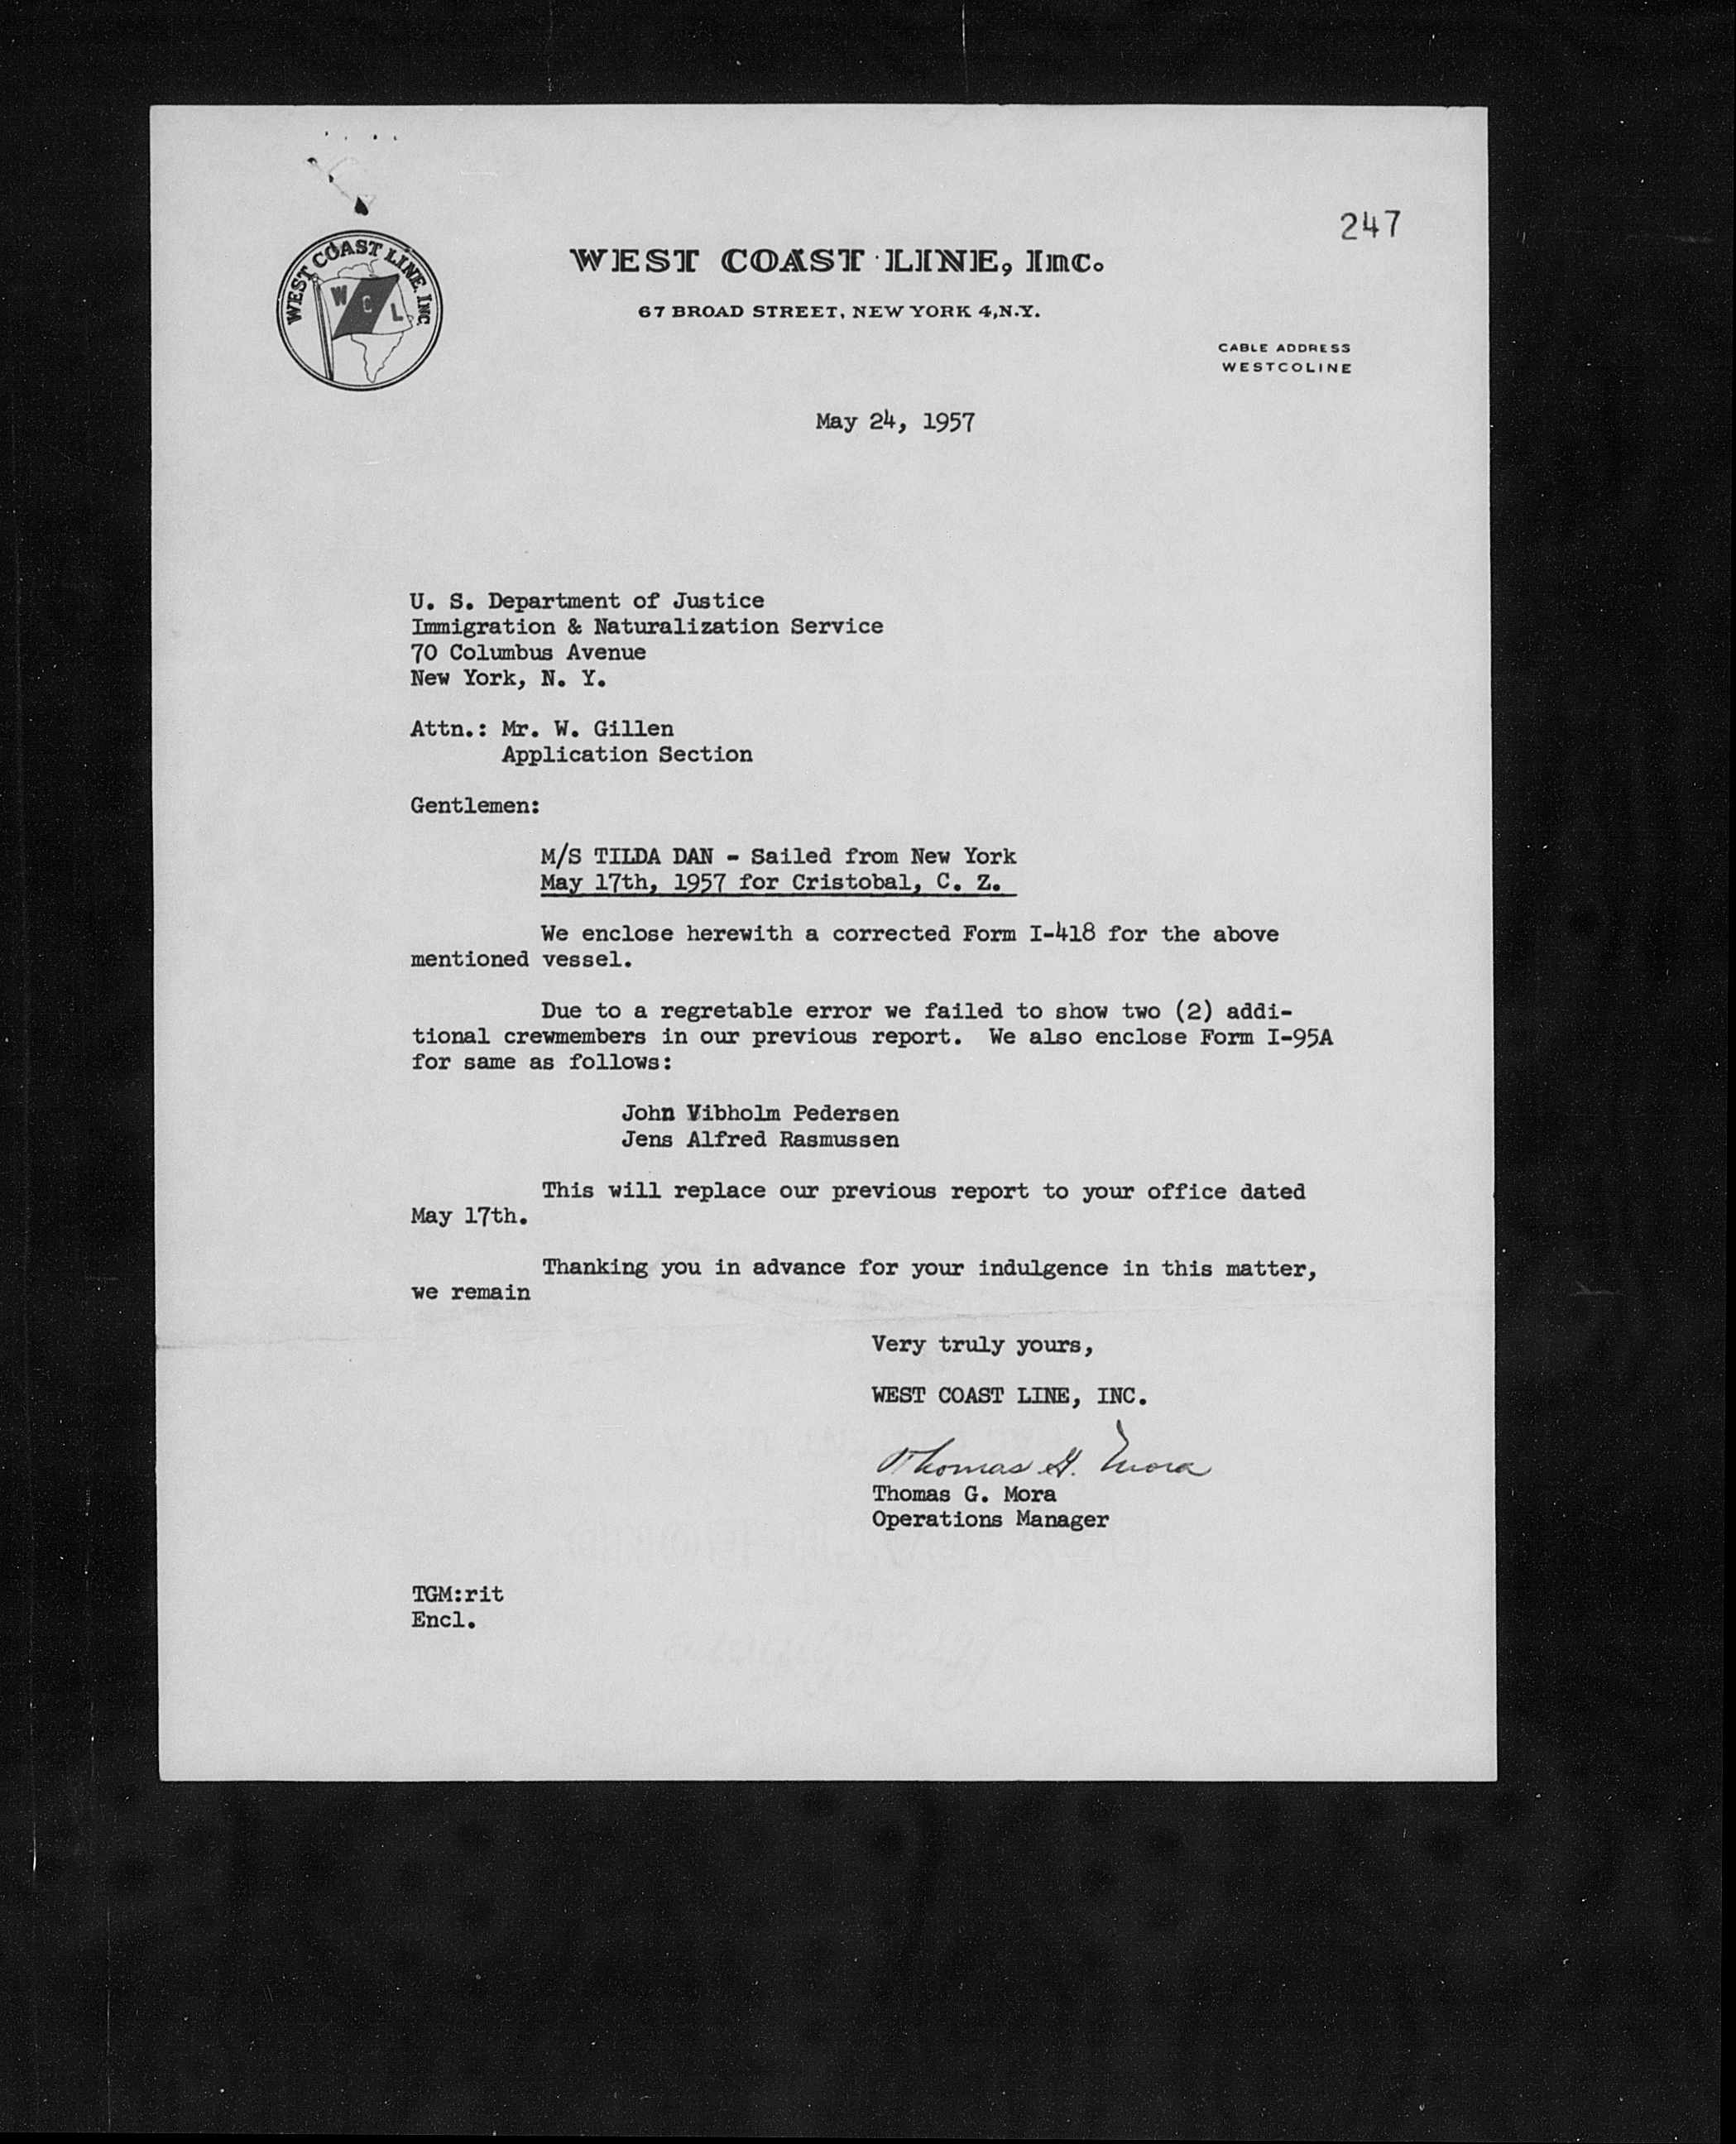 247
WEST COAST LINE, INC.
W C L
WEST COAST LINE, Inc.
67 BROAD STREET, NEW YORK 4, N.Y.
CABLE ADDRESS
WESTCOLINE
May 24, 1957
U. S. Department of Justice
Immigration & Naturalization Service
70 Columbus Avenue
New York, N. Y.
Attn.: Mr. W. Gillen
Application Section
Gentlemen:
M/S TILDA DAN - Sailed from New York
May 17th, 1957 for Cristobal, C. Z.
We enclose herewith a corrected Form I-418 for the above
mentioned vessel.
Due to a regretable error we failed to show two (2) addi-
tional crewmembers in our previous report. We also enclose Form I-95A
for same as follows:
John Vibholm Pedersen
Jens Alfred Rasmussen
This will replace our previous report to your office dated
May 17th.
Thanking you in advance for your indulgence in this matter,
we remain
Very truly yours,
WEST COAST LINE, INC.
Thomas G. Mora
Thomas G. Mora
Operations Manager
TGM:rit
Encl.